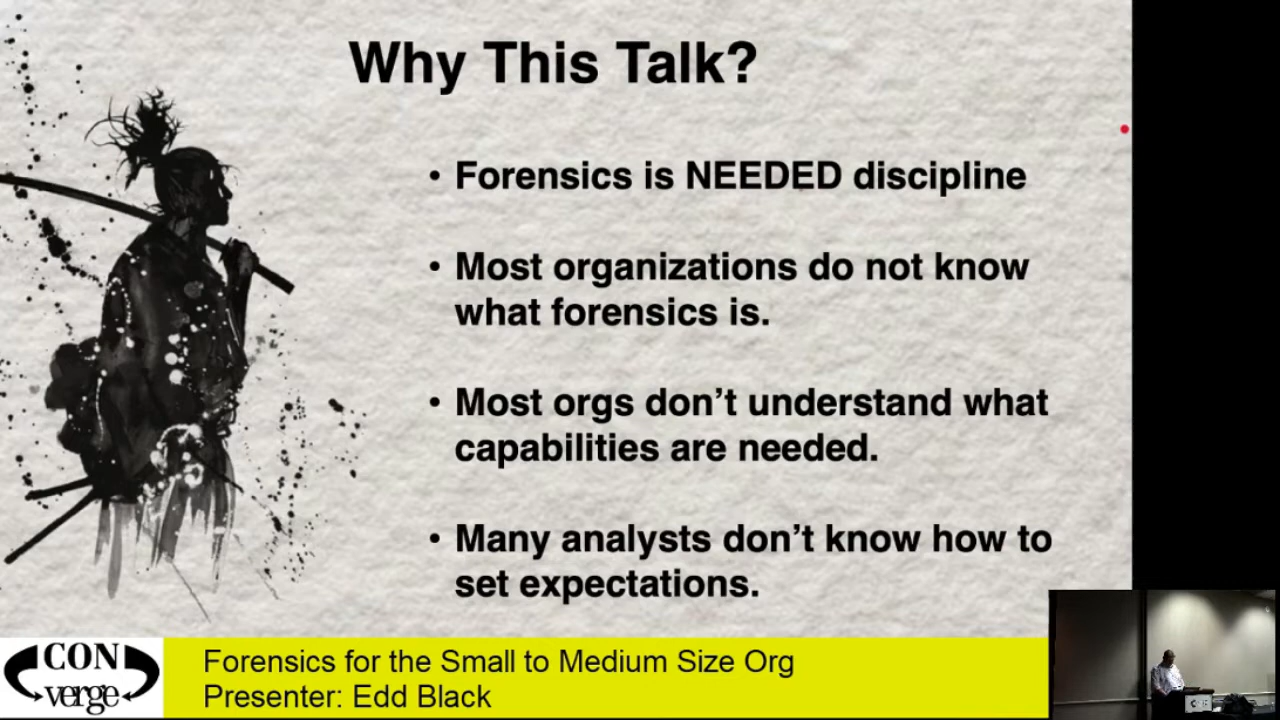 Why This Talk?
• Forensics is NEEDED discipline
• Most organizations do not know
what forensics is.
• Most orgs don't understand what
capabilities are needed.
• Many analysts don't know how to
set expectations.
CON
verge
Forensics for the Small to Medium Size Org
Presenter: Edd Black